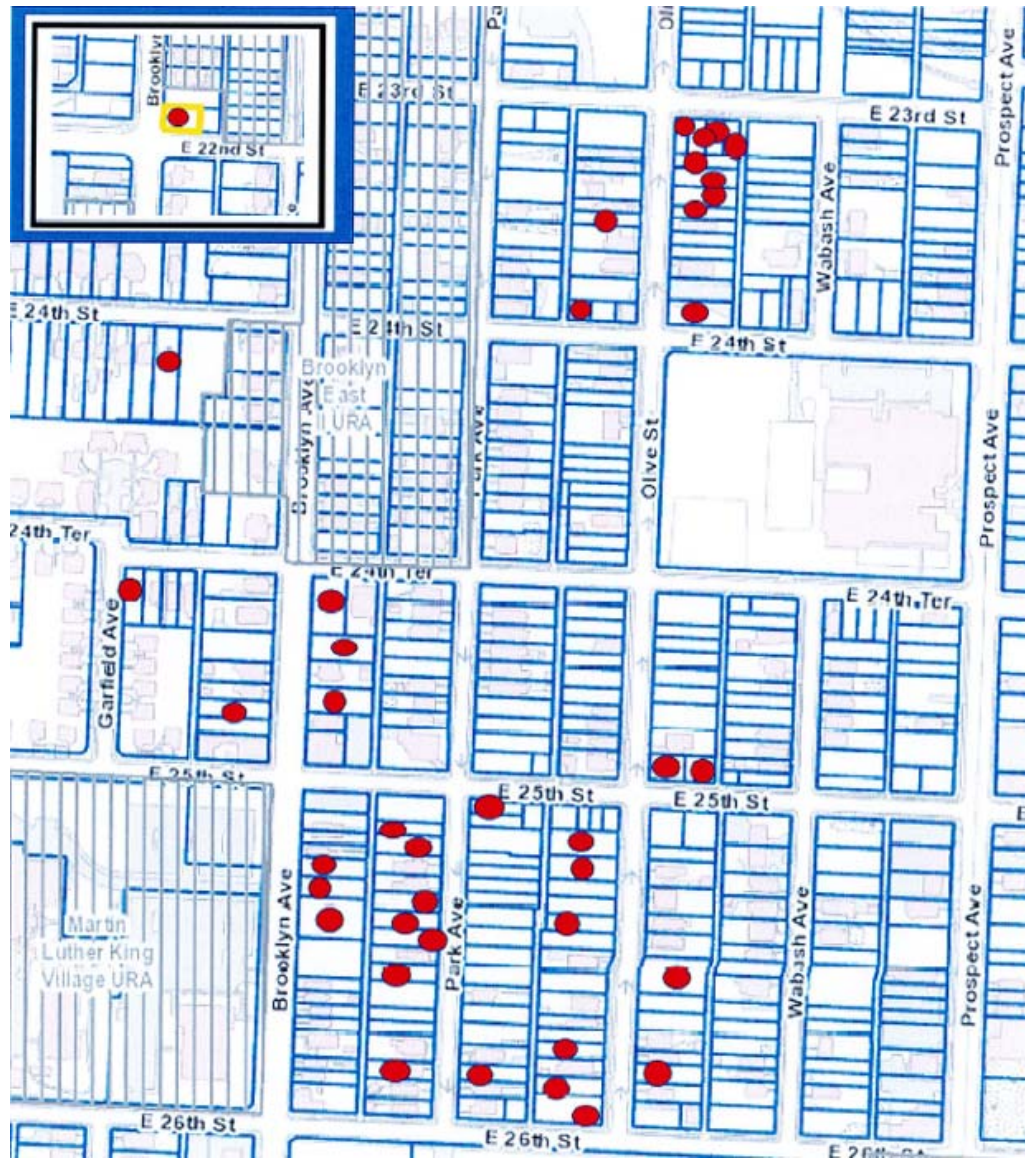 Brooklyn
E 22nd St
E 23rd St
E 23rd St
Prospect Ave
Wabash Ave
E 24th St
E 24th St
E 24th St
Brooklyn
East
II URA
Brooklyn Ave
Park Ave
Olive St
Prospect Ave
24th Ter
E 24th Ter
E 24th Ter
Garfield Ave
E 25th St
E 25th St
E 25th St
Martin
Luther King
Village URA
Brooklyn Ave
Park Ave
Wabash Ave
Prospect Ave
E 26th St
E 26th St